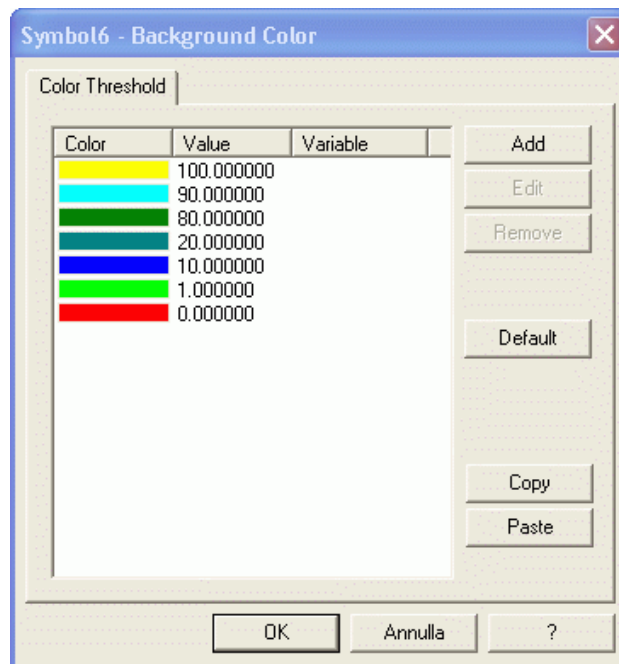 Symbol6 - Background Color
Color Threshold
Color Value Variable
100.000000
90.000000
80.000000
20.000000
10.000000
1.000000
0.000000
Add
Edit
Remove
Default
Copy
Paste
OK Annulla ?